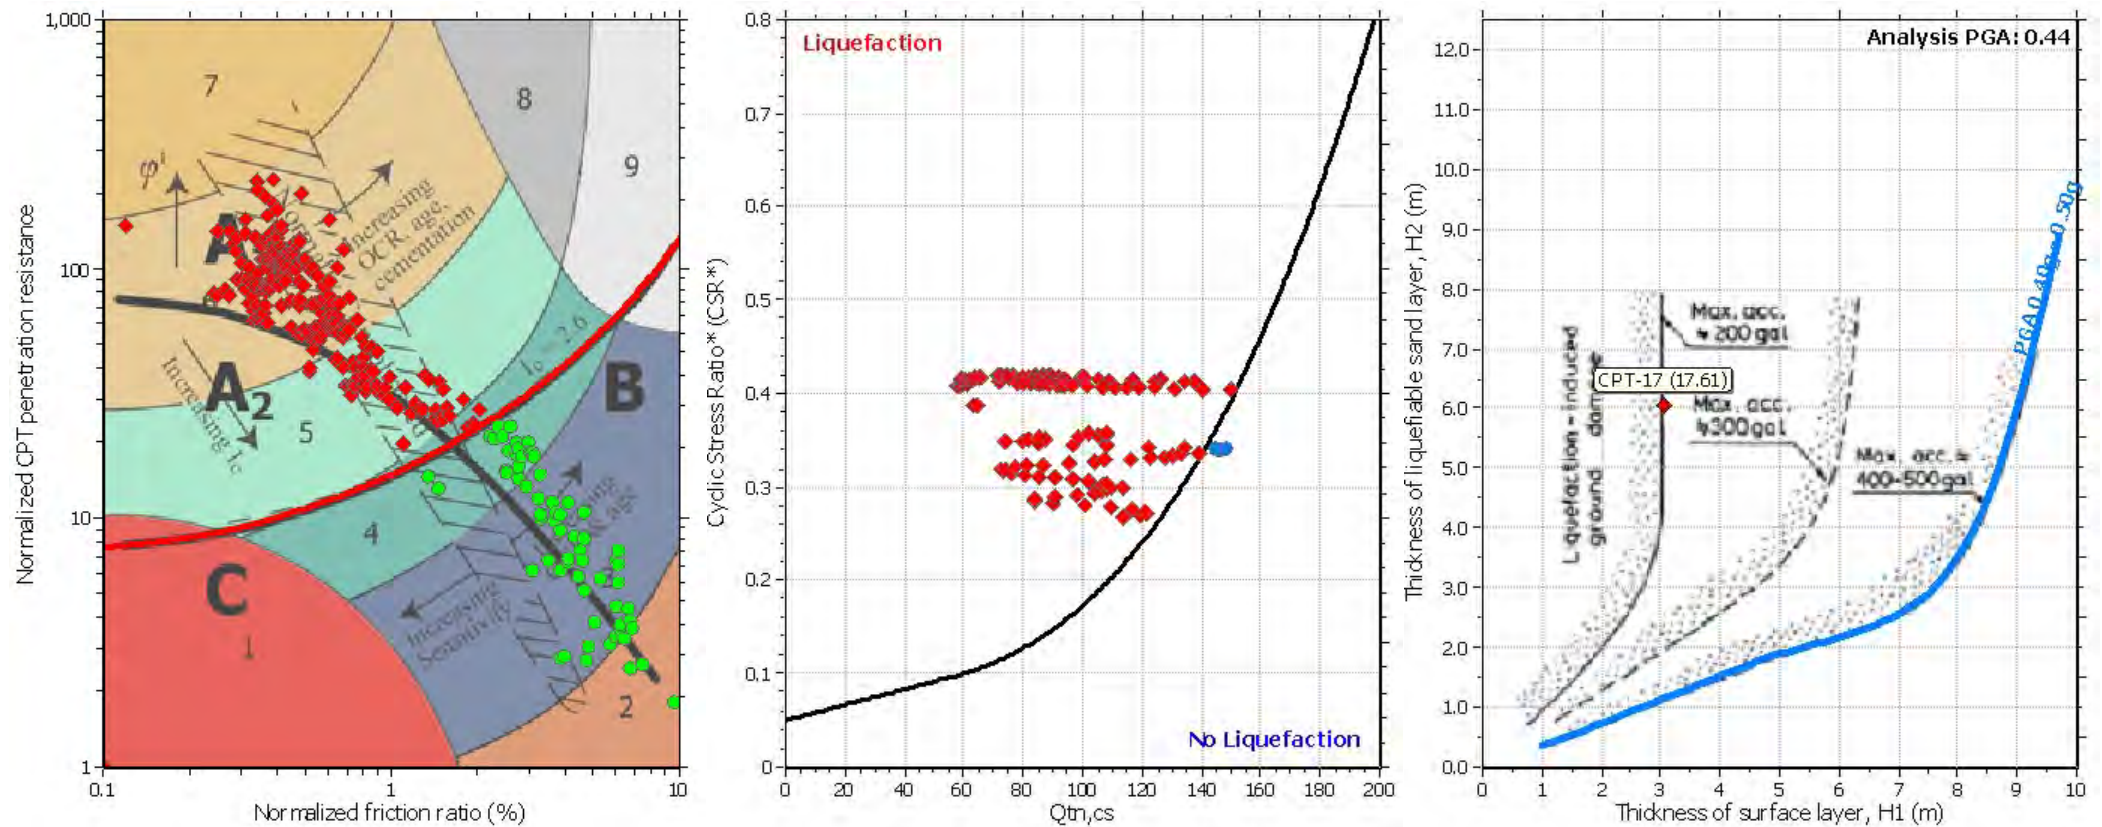 1,000
100
10
1
Normalized CPT penetration resistance
0.1
1
10
Normalized friction ratio (%)
7
8
9
φ'
A
6
Increasing
OCR, age,
cementation
Ic = 2.6
A2
B
Increasing Ic
5
4
3
C
1
Increasing
Sensitivity
2
0.8
0.7
0.6
0.5
0.4
0.3
0.2
0.1
0
Cyclic Stress Ratio* (CSR*)
Liquefaction
No Liquefaction
0
20
40
60
80
100
120
140
160
180
200
Qtn,cs
12.0
11.0
10.0
9.0
8.0
7.0
6.0
5.0
4.0
3.0
2.0
1.0
0.0
Thickness of liquefiable sand layer, H2 (m)
Analysis PGA: 0.44
PGA 0.40g - 0.50g
Max. acc.
≈ 200 gal
Liquefaction - induced
ground damage
CPT-17 (17.61)
Max. acc.
≈300gal
Max. acc. ≈
400-500gal
0
1
2
3
4
5
6
7
8
9
10
Thickness of surface layer, H1 (m)